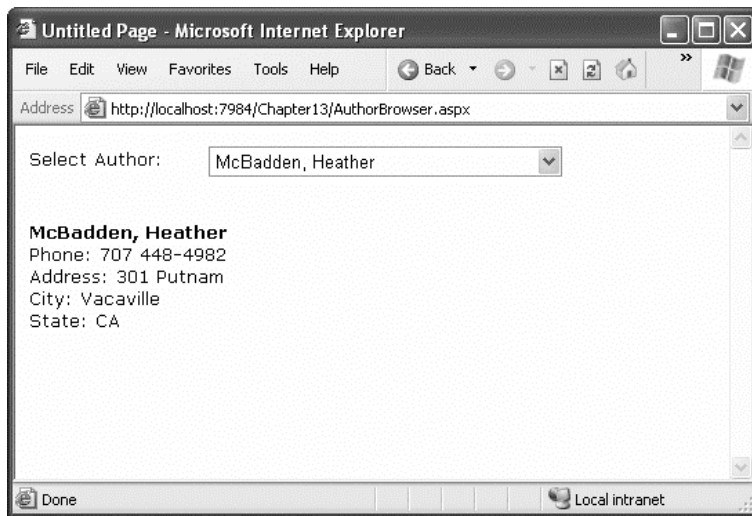 Untitled Page - Microsoft Internet Explorer
File Edit View Favorites Tools Help Back »
Address http://localhost:7984/Chapter13/AuthorBrowser.aspx
Select Author: McBadden, Heather
McBadden, Heather
Phone: 707 448-4982
Address: 301 Putnam
City: Vacaville
State: CA
Done Local intranet